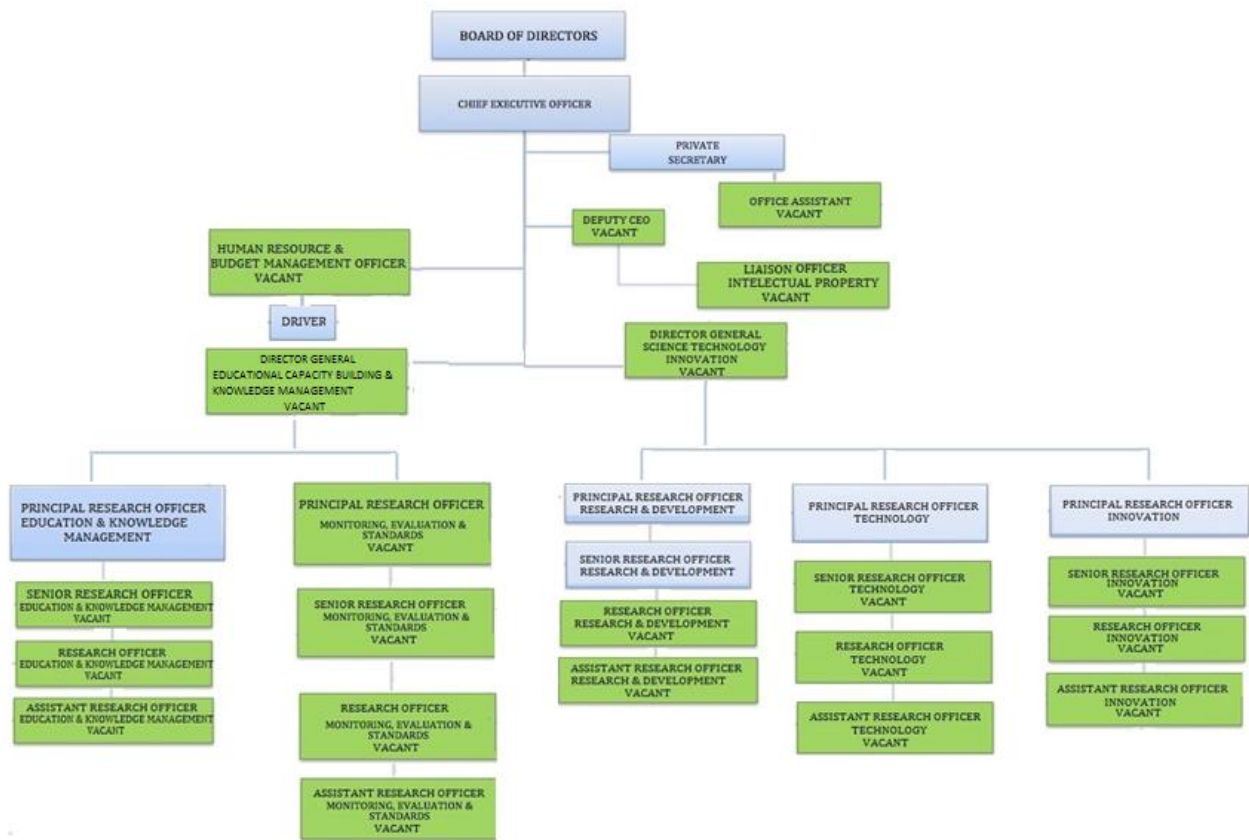 BOARD OF DIRECTORS
CHIEF EXECUTIVE OFFICER
PRIVATE
SECRETARY
OFFICE ASSISTANT
VACANT
DEPUTY CEO
VACANT
HUMAN RESOURCE &
BUDGET MANAGEMENT OFFICER
VACANT
LIAISON OFFICER
INTELECTUAL PROPERTY
VACANT
DRIVER
DIRECTOR GENERAL
SCIENCE TECHNOLOGY
INNOVATION
VACANT
DIRECTOR GENERAL
EDUCATIONAL CAPACITY BUILDING &
KNOWLEDGE MANAGEMENT
VACANT
PRINCIPAL RESEARCH OFFICER
EDUCATION & KNOWLEDGE
MANAGEMENT
SENIOR RESEARCH OFFICER
EDUCATION & KNOWLEDGE MANAGEMENT
VACANT
RESEARCH OFFICER
EDUCATION & KNOWLEDGE MANAGEMENT
VACANT
ASSISTANT RESEARCH OFFICER
EDUCATION & KNOWLEDGE MANAGEMENT
VACANT
PRINCIPAL RESEARCH OFFICER
MONITORING, EVALUATION &
STANDARDS
VACANT
SENIOR RESEARCH OFFICER
MONITORING, EVALUATION &
STANDARDS
VACANT
RESEARCH OFFICER
MONITORING, EVALUATION &
STANDARDS
VACANT
ASSISTANT RESEARCH OFFICER
MONITORING, EVALUATION &
STANDARDS
VACANT
PRINCIPAL RESEARCH OFFICER
RESEARCH & DEVELOPMENT
SENIOR RESEARCH OFFICER
RESEARCH & DEVELOPMENT
RESEARCH OFFICER
RESEARCH & DEVELOPMENT
VACANT
ASSISTANT RESEARCH OFFICER
RESEARCH & DEVELOPMENT
VACANT
PRINCIPAL RESEARCH OFFICER
TECHNOLOGY
SENIOR RESEARCH OFFICER
TECHNOLOGY
VACANT
RESEARCH OFFICER
TECHNOLOGY
VACANT
ASSISTANT RESEARCH OFFICER
TECHNOLOGY
VACANT
PRINCIPAL RESEARCH OFFICER
INNOVATION
SENIOR RESEARCH OFFICER
INNOVATION
VACANT
RESEARCH OFFICER
INNOVATION
VACANT
ASSISTANT RESEARCH OFFICER
INNOVATION
VACANT